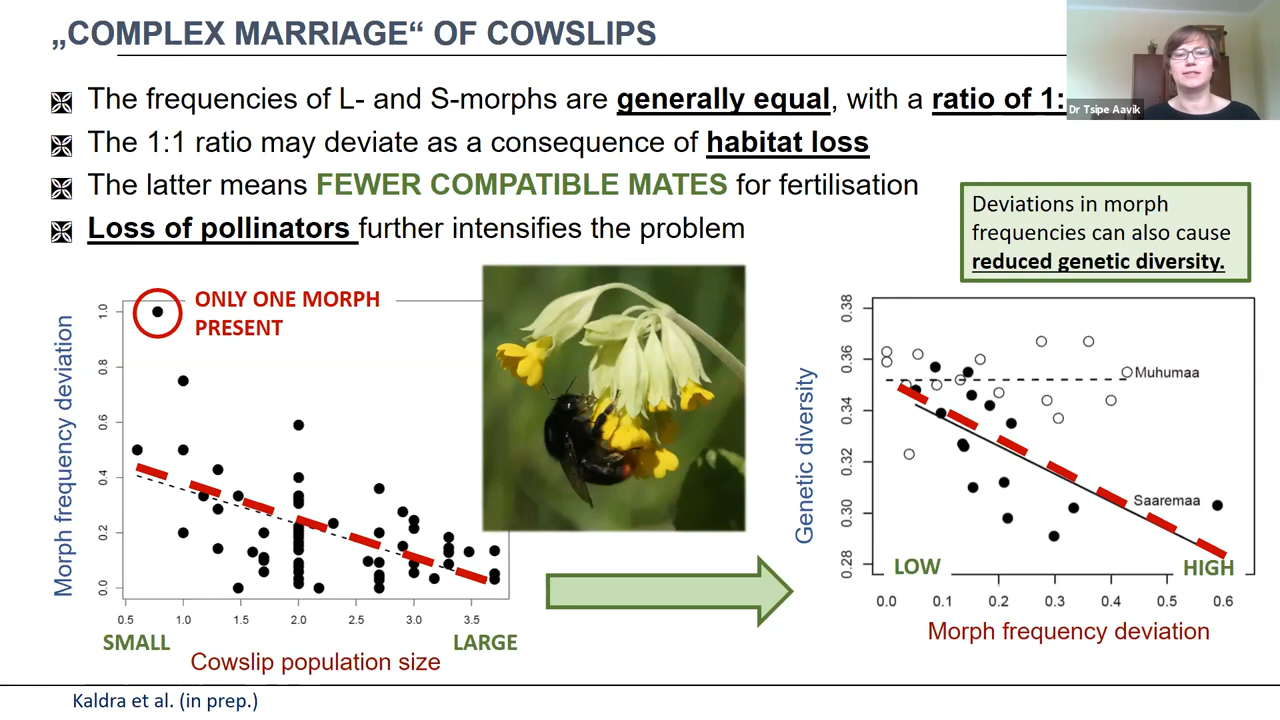 „COMPLEX MARRIAGE“ OF COWSLIPS
The frequencies of L- and S-morphs are generally equal, with a ratio of 1:
Dr Tsipe Aavik
The 1:1 ratio may deviate as a consequence of habitat loss
The latter means FEWER COMPATIBLE MATES for fertilisation
Loss of pollinators further intensifies the problem
Deviations in morph
frequencies can also cause
reduced genetic diversity.
ONLY ONE MORPH
PRESENT
Morph frequency deviation
1.0
0.8
0.6
0.4
0.2
0.0
0.5 1.0 1.5 2.0 2.5 3.0 3.5
SMALL LARGE
Cowslip population size
Genetic diversity
0.38
0.36
0.34
0.32
0.30
0.28
Muhumaa
Saaremaa
LOW HIGH
0.0 0.1 0.2 0.3 0.4 0.5 0.6
Morph frequency deviation
Kaldra et al. (in prep.)